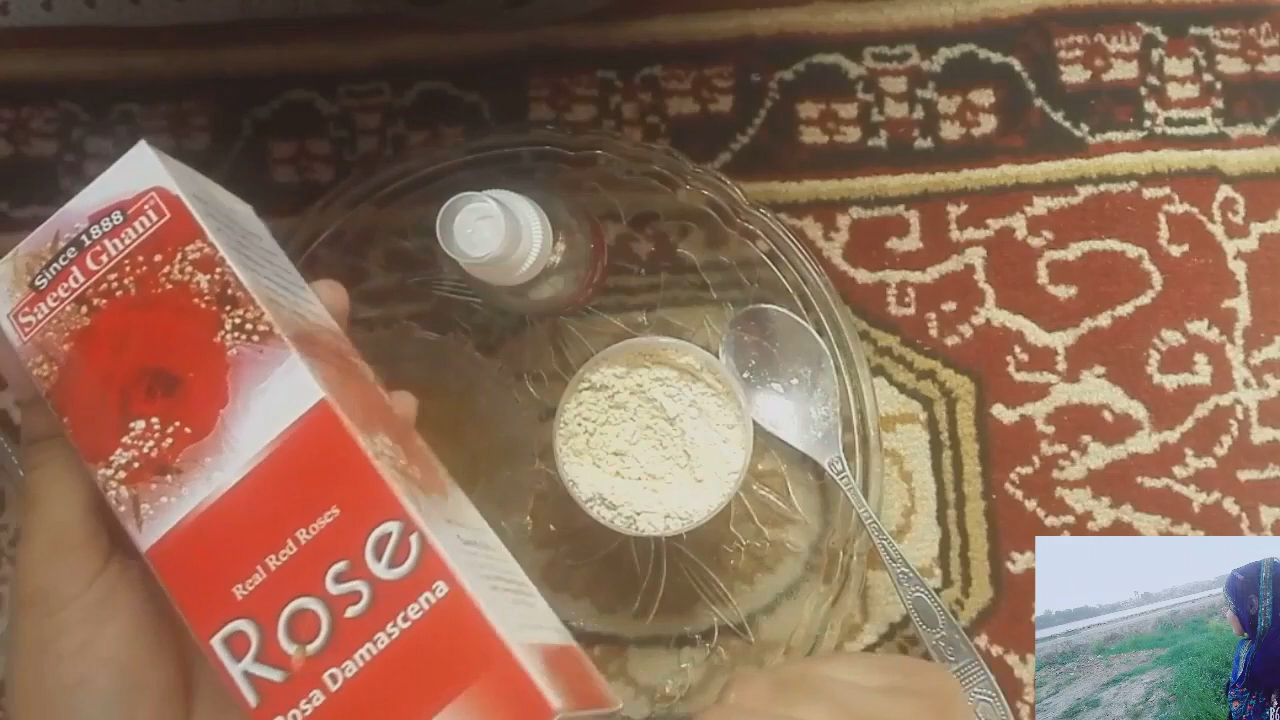 Since 1888
Saeed Ghani
Real Red Roses
Rose
Rosa Damascena